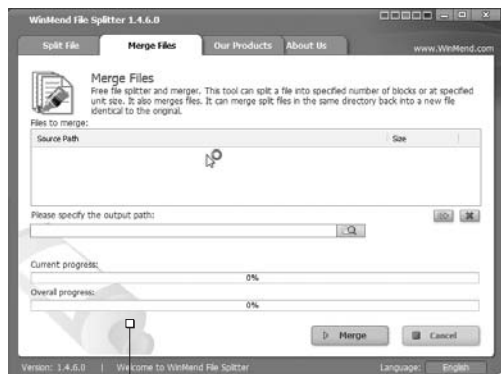 WinMend File Splitter 1.4.6.0
Split File
Merge Files
Our Products
About Us
www.WinMend.com
Merge Files
Free file splitter and merger. This tool can split a file into specified number of blocks or at specified
unit size. It also merges files. It can merge split files in the same directory back into a new file
identical to the original.
Files to merge:
Source Path
Size
Please specify the output path:
Current progress:
0%
Overall progress:
0%
Merge
Cancel
Version: 1.4.6.0 | Welcome to WinMend File Splitter
Language: English